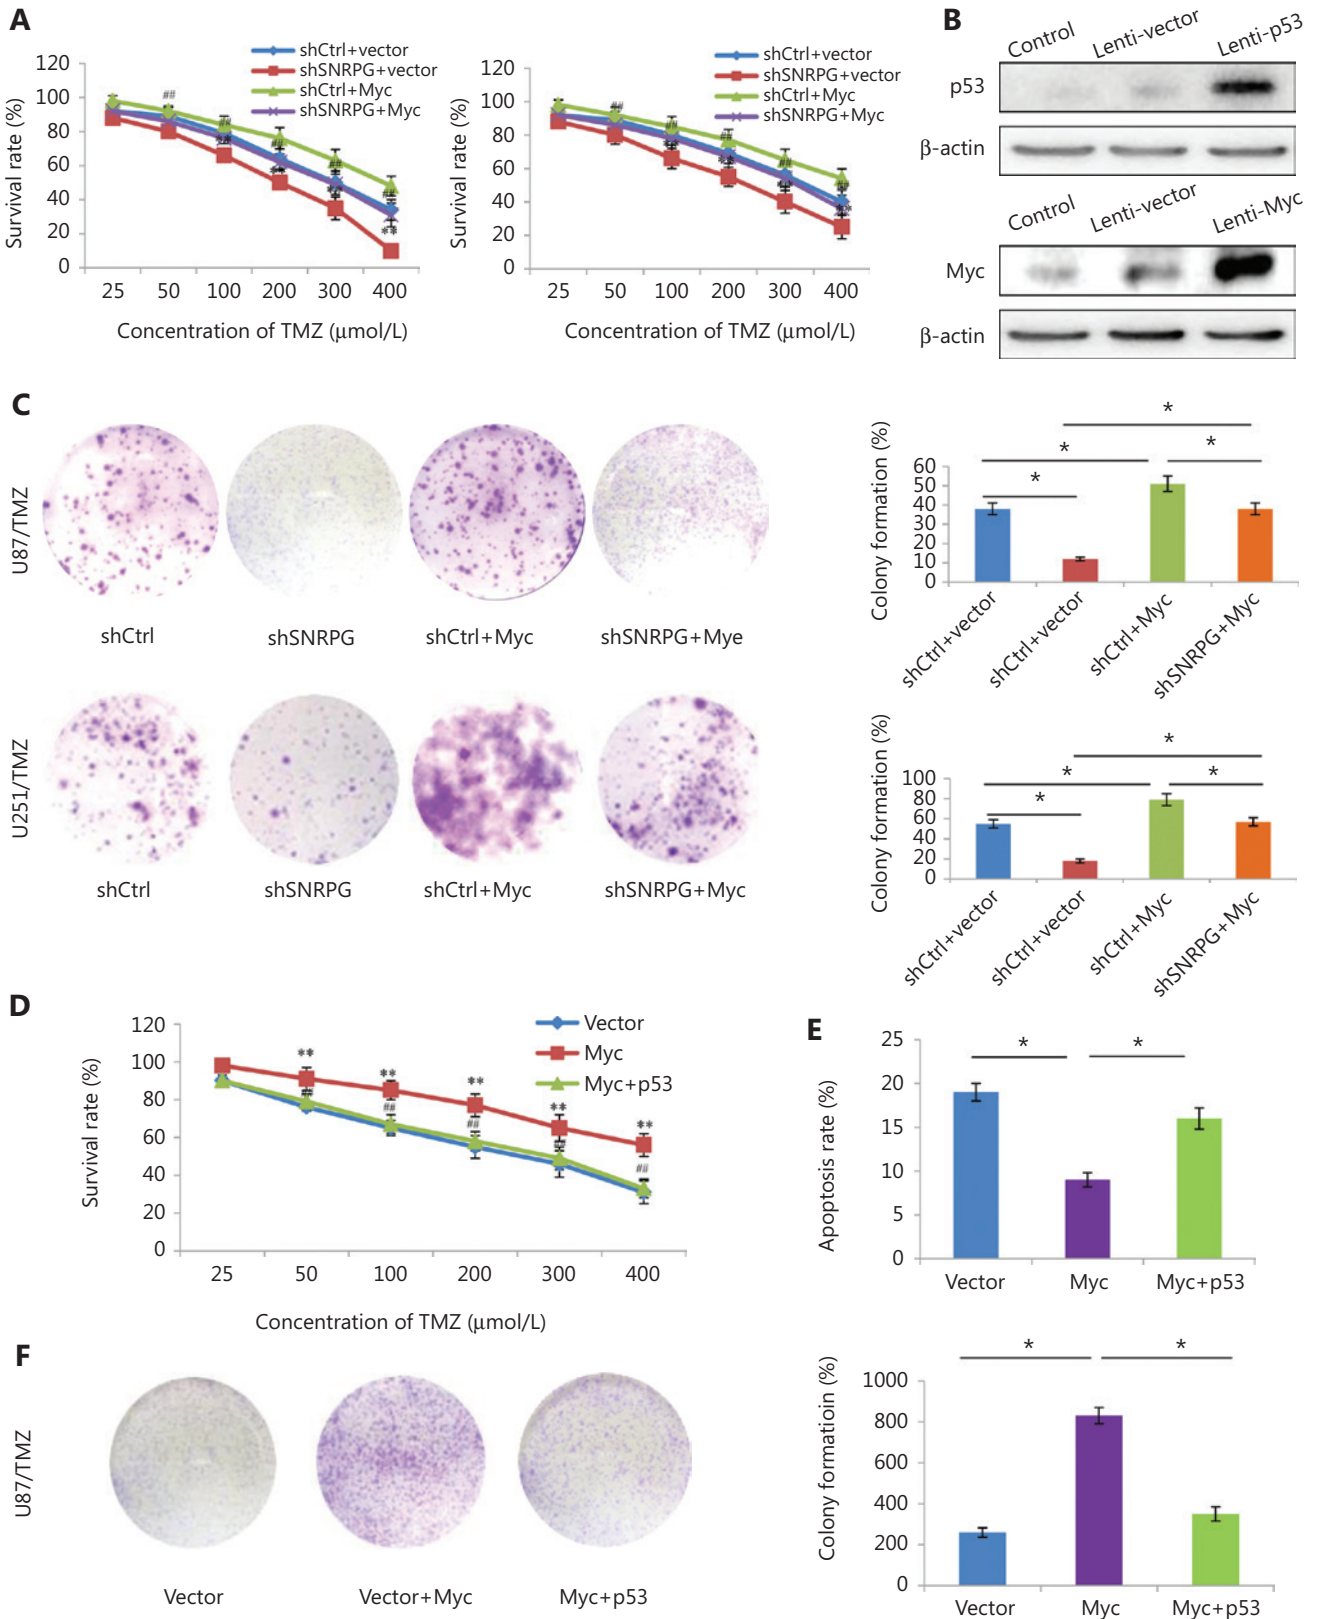 A
shCtrl+vector
shSNRPG+vector
shCtrl+Myc
shSNRPG+Myc
Survival rate (%)
120
100
80
60
40
20
0
##
##
**
##
**
##
**
##
**
25 50 100 200 300 400
Concentration of TMZ (μmol/L)
shCtrl+vector
shSNRPG+vector
shCtrl+Myc
shSNRPG+Myc
Survival rate (%)
120
100
80
60
40
20
0
##
##
**
##
**
##
**
##
**
25 50 100 200 300 400
Concentration of TMZ (μmol/L)
B
Control Lenti-vector Lenti-p53
p53
β-actin
Control Lenti-vector Lenti-Myc
Myc
β-actin
C
U87/TMZ
shCtrl shSNRPG shCtrl+Myc shSNRPG+Mye
U251/TMZ
shCtrl shSNRPG shCtrl+Myc shSNRPG+Myc
Colony formation (%)
60
50
40
30
20
10
0
*
*
*
*
shCtrl+vector shCtrl+vector shCtrl+Myc shSNRPG+Myc
Colony formation (%)
100
80
60
40
20
0
*
*
*
*
shCtrl+vector shCtrl+vector shCtrl+Myc shSNRPG+Myc
D
Vector
Myc
Myc+p53
Survival rate (%)
120
100
80
60
40
20
0
** ** ** ** **
## ## ## ## ##
25 50 100 200 300 400
Concentration of TMZ (μmol/L)
E
Apoptosis rate (%)
25
20
15
10
5
0
* *
Vector Myc Myc+p53
F
U87/TMZ
Vector Vector+Myc Myc+p53
Colony formatioin (%)
1000
800
600
400
200
0
* *
Vector Myc Myc+p53